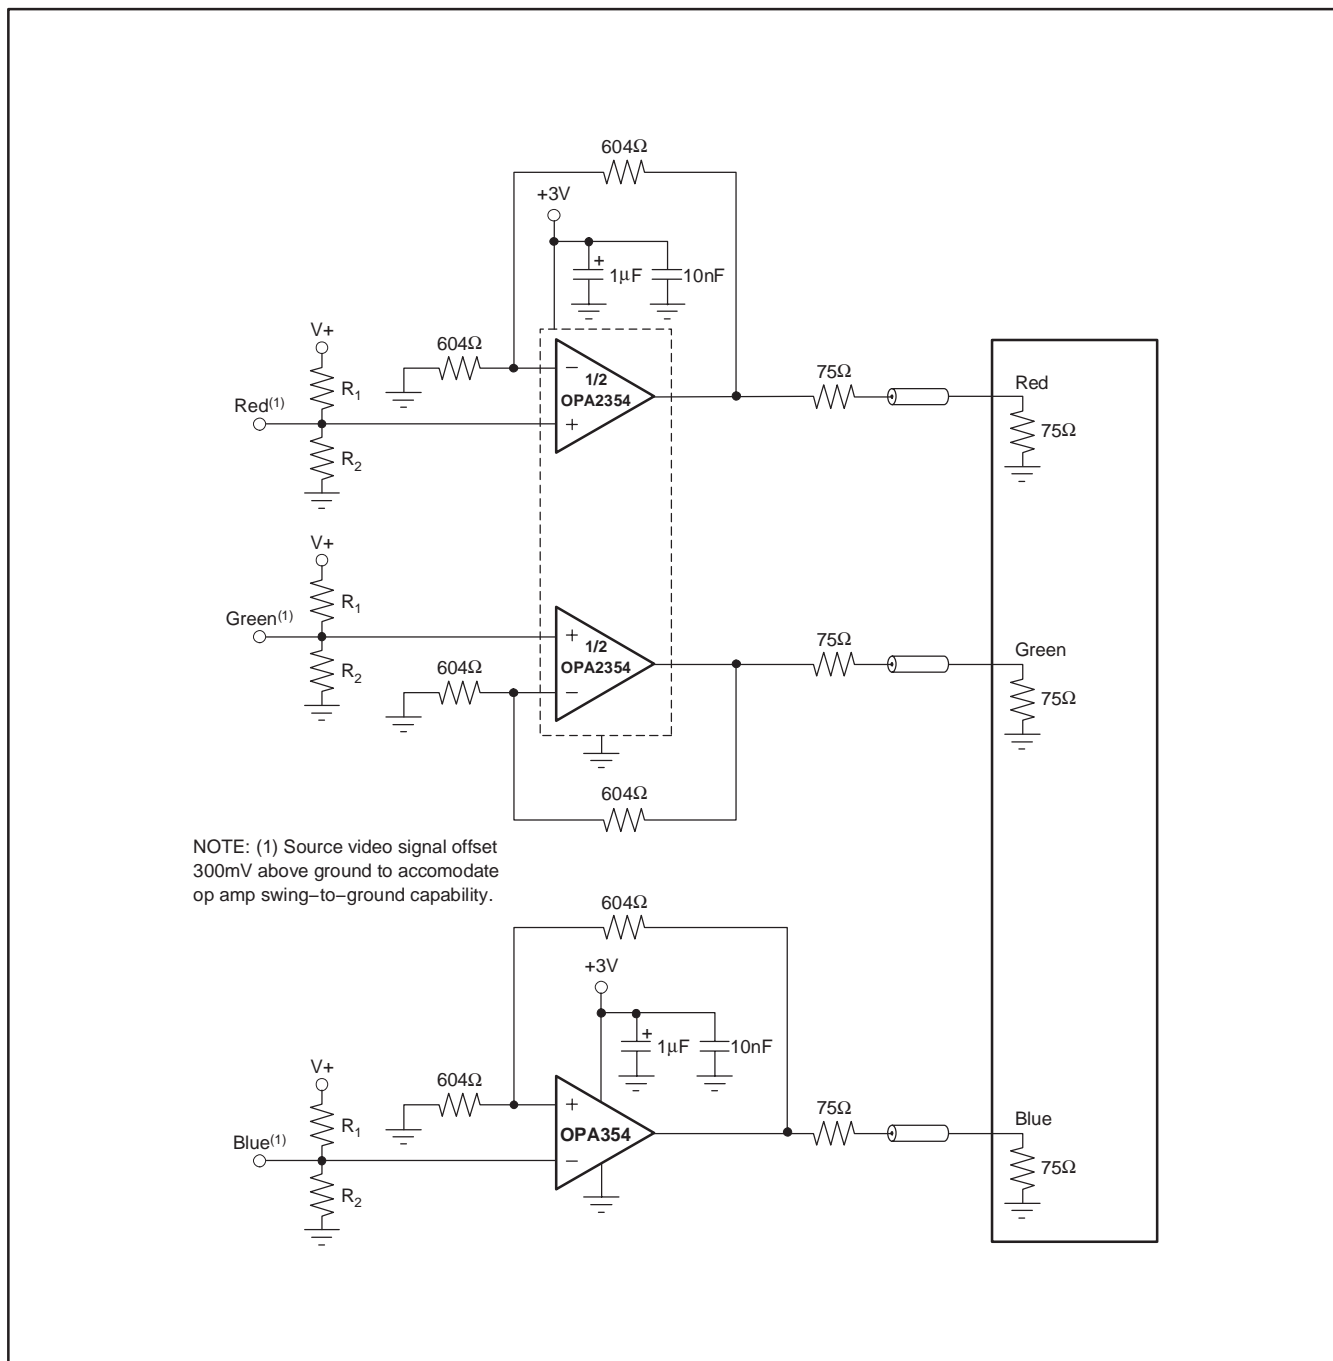 604Ω
+3V
+
1µF
10nF
V+
604Ω
R1
Red(1)
R2
−
1/2
OPA2354
+
75Ω
Red
75Ω
V+
R1
Green(1)
R2
604Ω
+
1/2
OPA2354
−
75Ω
Green
75Ω
604Ω
NOTE: (1) Source video signal offset
300mV above ground to accomodate
op amp swing−to−ground capability.
604Ω
+3V
+
1µF
10nF
V+
604Ω
R1
Blue(1)
R2
+
OPA354
−
75Ω
Blue
75Ω